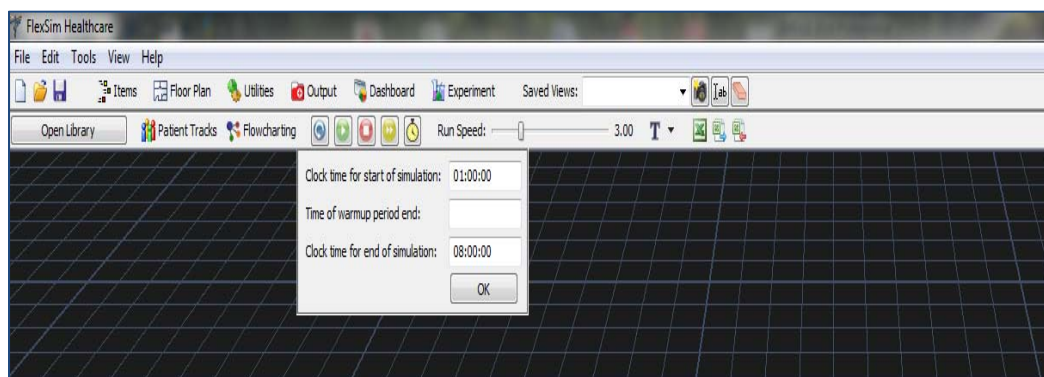 FlexSim Healthcare
File Edit Tools View Help
Items Floor Plan Utilities Output Dashboard Experiment Saved Views: Iab
Open Library Patient Tracks Flowcharting Run Speed: 3.00 T
Clock time for start of simulation: 01:00:00
Time of warmup period end:
Clock time for end of simulation: 08:00:00
OK